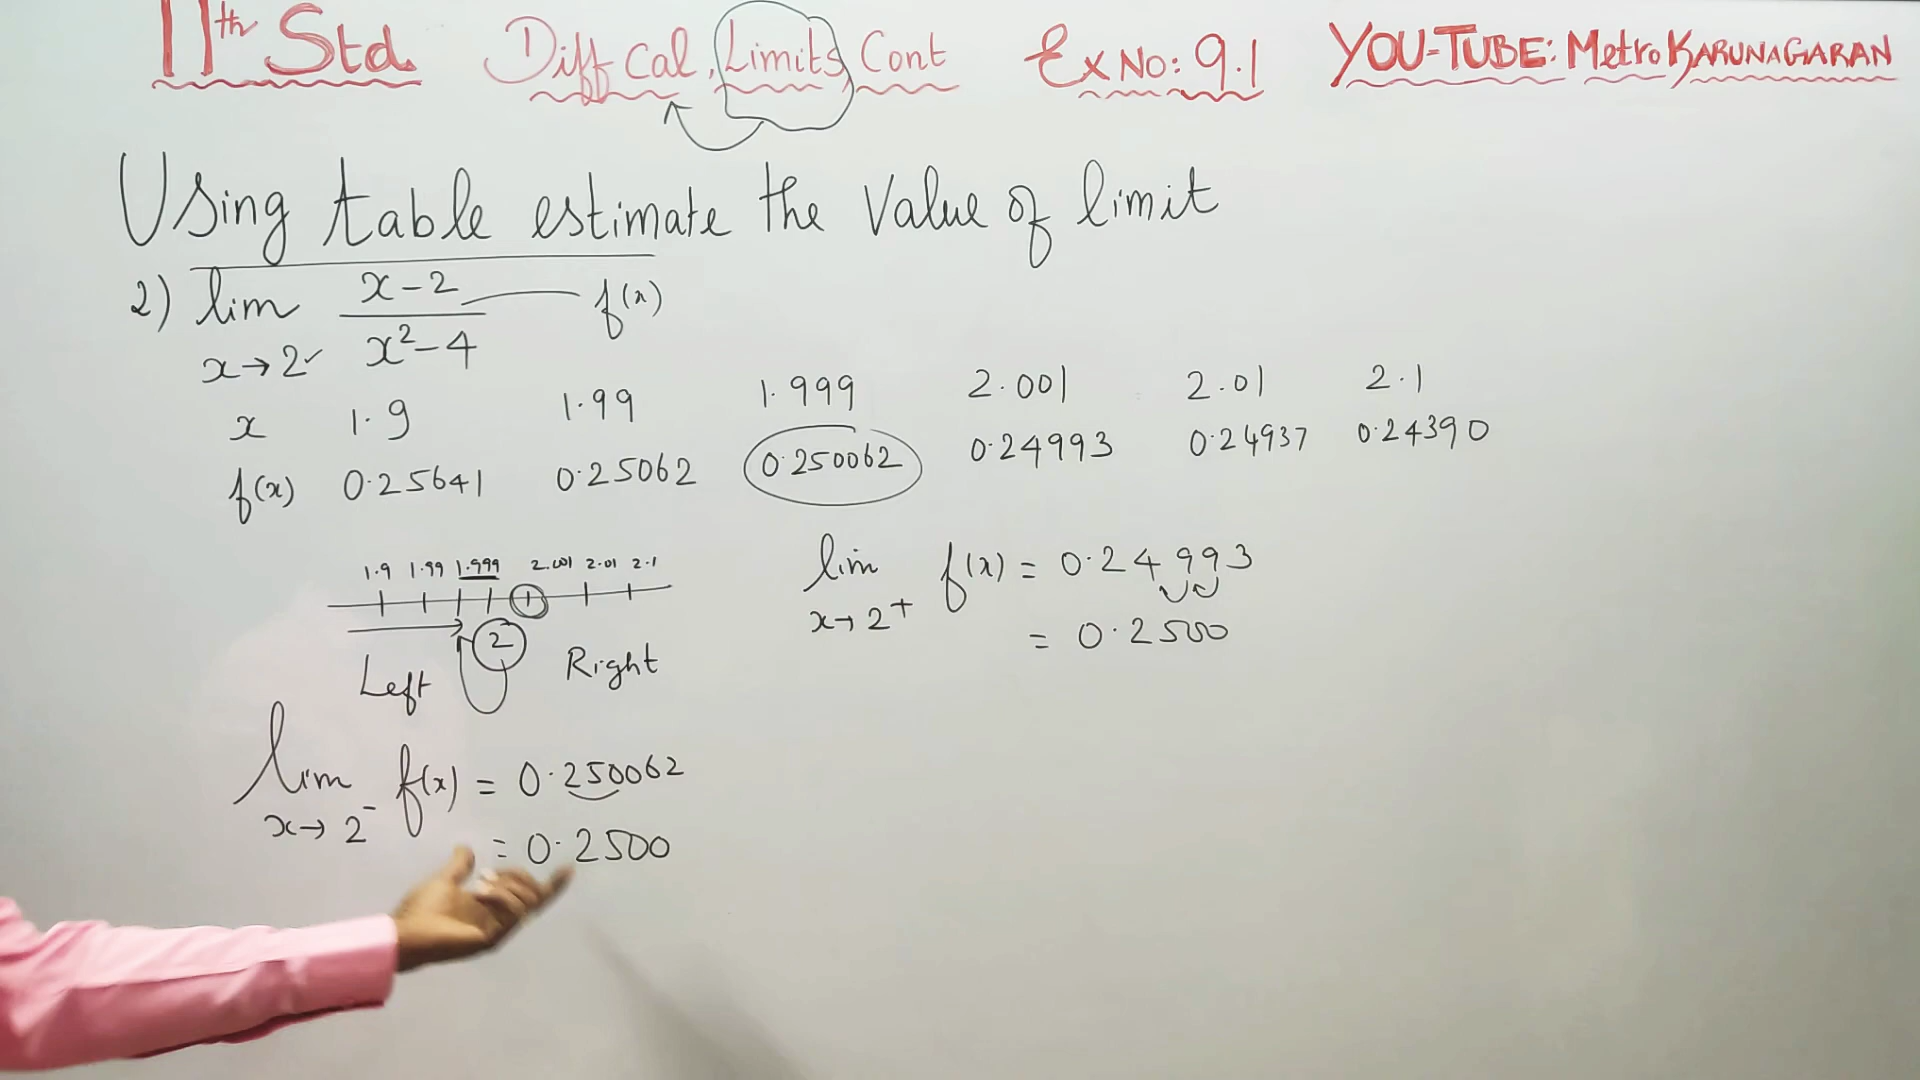 11th Std. Diff Cal, Limits, Cont Ex No: 9.1 YOU-TUBE: Metro KARUNAGARAN
Using table estimate the Value of limit
2) lim x-2 f(x)
x→2 x²-4
x 1.9 1.99 1.999 2.001 2.01 2.1
f(x) 0.25641 0.25062 0.250062 0.24993 0.24937 0.24390
1.9 1.99 1.999 2.001 2.01 2.1
2
Left Right
lim f(x) = 0.24993
x→2⁺ = 0.2500
lim f(x) = 0.250062
x→2⁻ = 0.2500